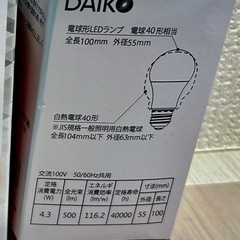 DAIKO
電球形LEDランプ 電球40形相当
全長100mm 外径55mm
白熱電球40形
※JIS規格一般照明用白熱電球
全長104mm以下 外径63mm以下
交流100V 50/60Hz共用
定格消費電力(W) 全光束(lm) エネルギー消費効率(lm/w) 定格寿命(h) 寸法(mm) 外径 長さ
4.3 500 116.2 40000 55 100